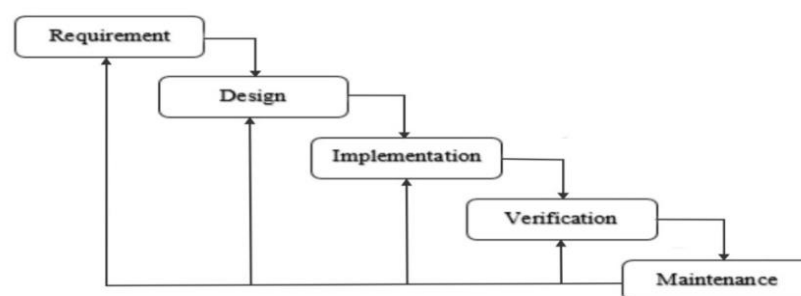 Requirement
Design
Implementation
Verification
Maintenance